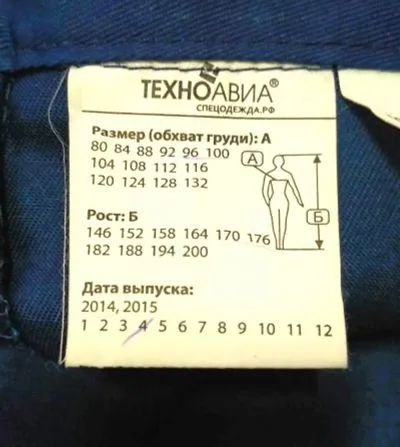 ТЕХНОАВИА®
СПЕЦОДЕЖДА.РФ
Размер (обхват груди): А
80 84 88 92 96 100
104 108 112 116
120 124 128 132
А
Б
Рост: Б
146 152 158 164 170 176
182 188 194 200
Дата выпуска:
2014, 2015
1 2 3 4 5 6 7 8 9 10 11 12